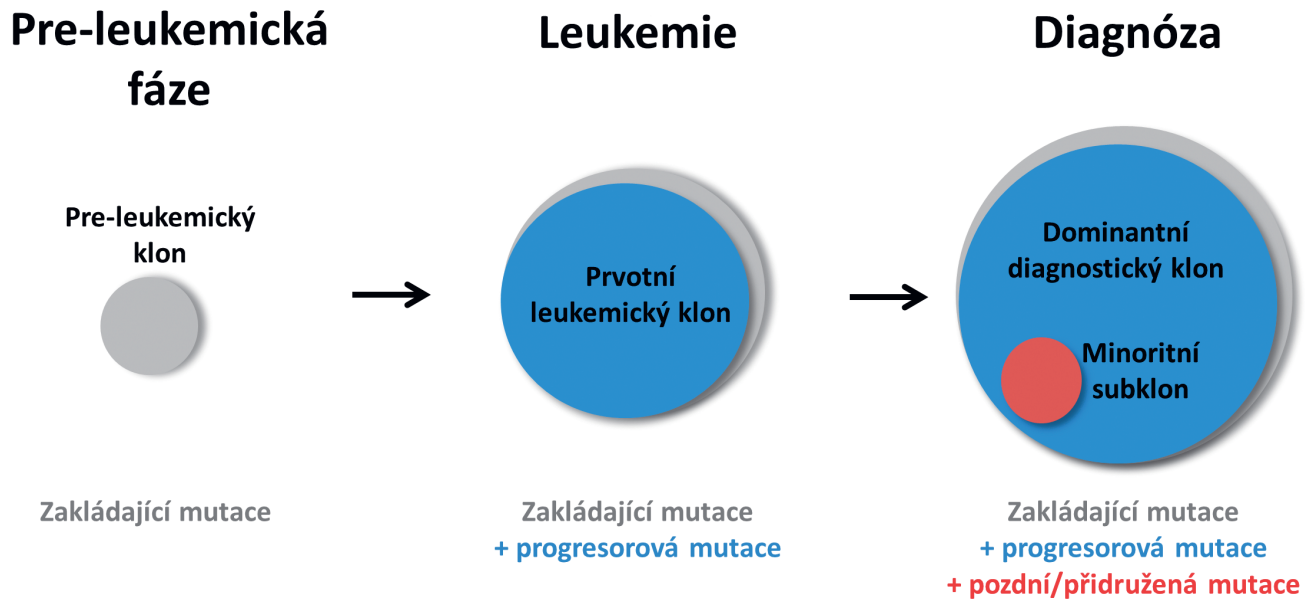 Pre-leukemická
fáze
Leukemie
Diagnóza
Pre-leukemický
klon
Prvotní
leukemický klon
Dominantní
diagnostický klon
Minoritní
subklon
Zakládající mutace
Zakládající mutace
+ progresorová mutace
Zakládající mutace
+ progresorová mutace
+ pozdní/přidružená mutace